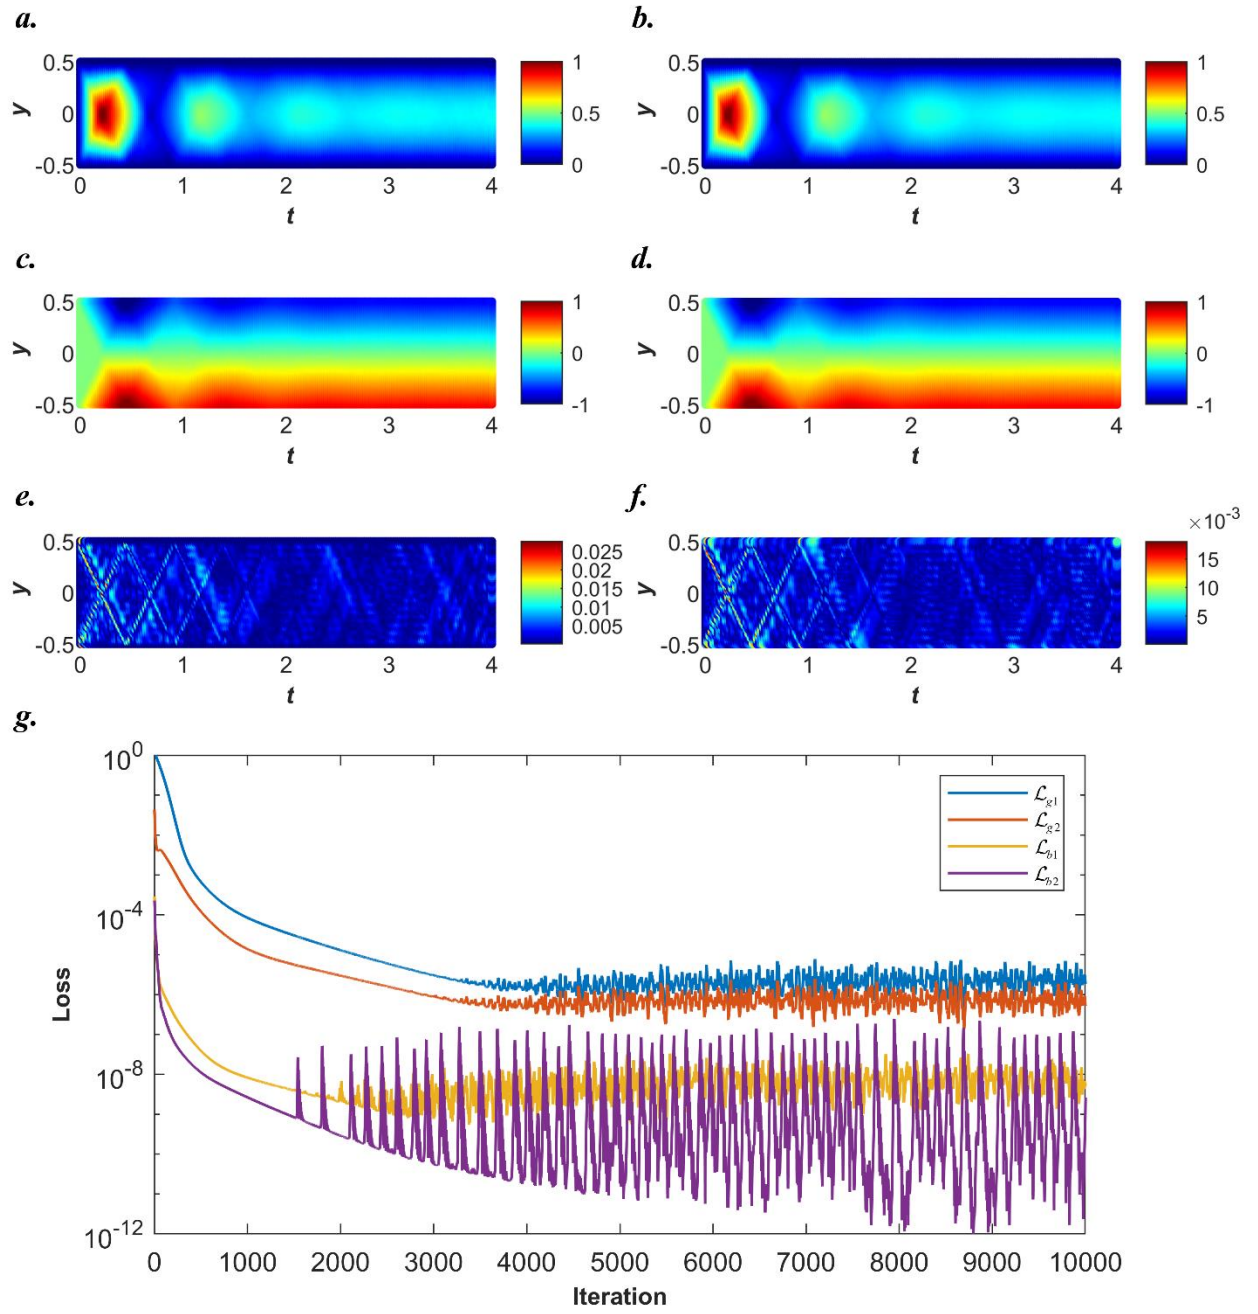 a.
b.
0.5
0
-0.5
y
0 1 2 3 4
t
1
0.5
0
0.5
0
-0.5
y
0 1 2 3 4
t
1
0.5
0
c.
d.
0.5
0
-0.5
y
0 1 2 3 4
t
1
0
-1
0.5
0
-0.5
y
0 1 2 3 4
t
1
0
-1
e.
f.
0.5
0
-0.5
y
0 1 2 3 4
t
0.025
0.02
0.015
0.01
0.005
0.5
0
-0.5
y
0 1 2 3 4
t
×10⁻³
15
10
5
g.
10⁰
10⁻⁴
10⁻⁸
10⁻¹²
Loss
ℒg1
ℒg2
ℒb1
ℒb2
0 1000 2000 3000 4000 5000 6000 7000 8000 9000 10000
Iteration